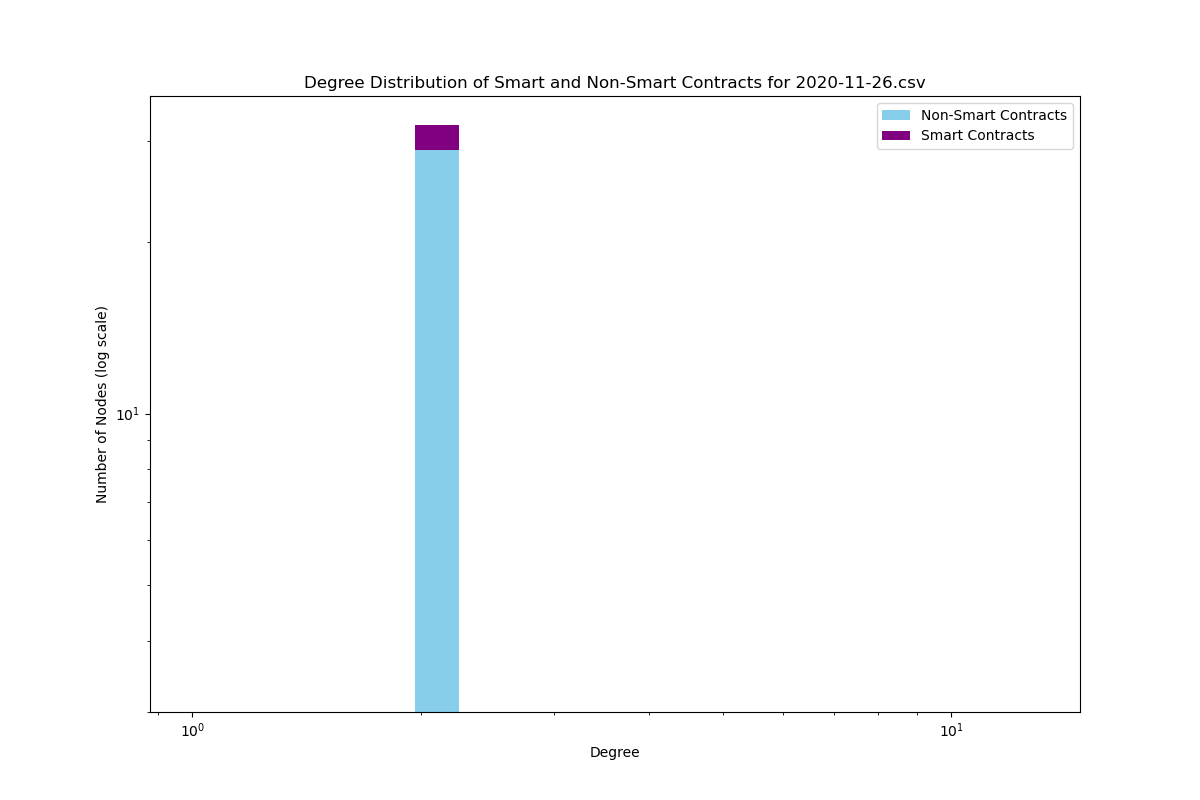 Degree Distribution of Smart and Non-Smart Contracts for 2020-11-26.csv
Non-Smart Contracts
Smart Contracts
Number of Nodes (log scale)
10¹
10⁰
10¹
Degree